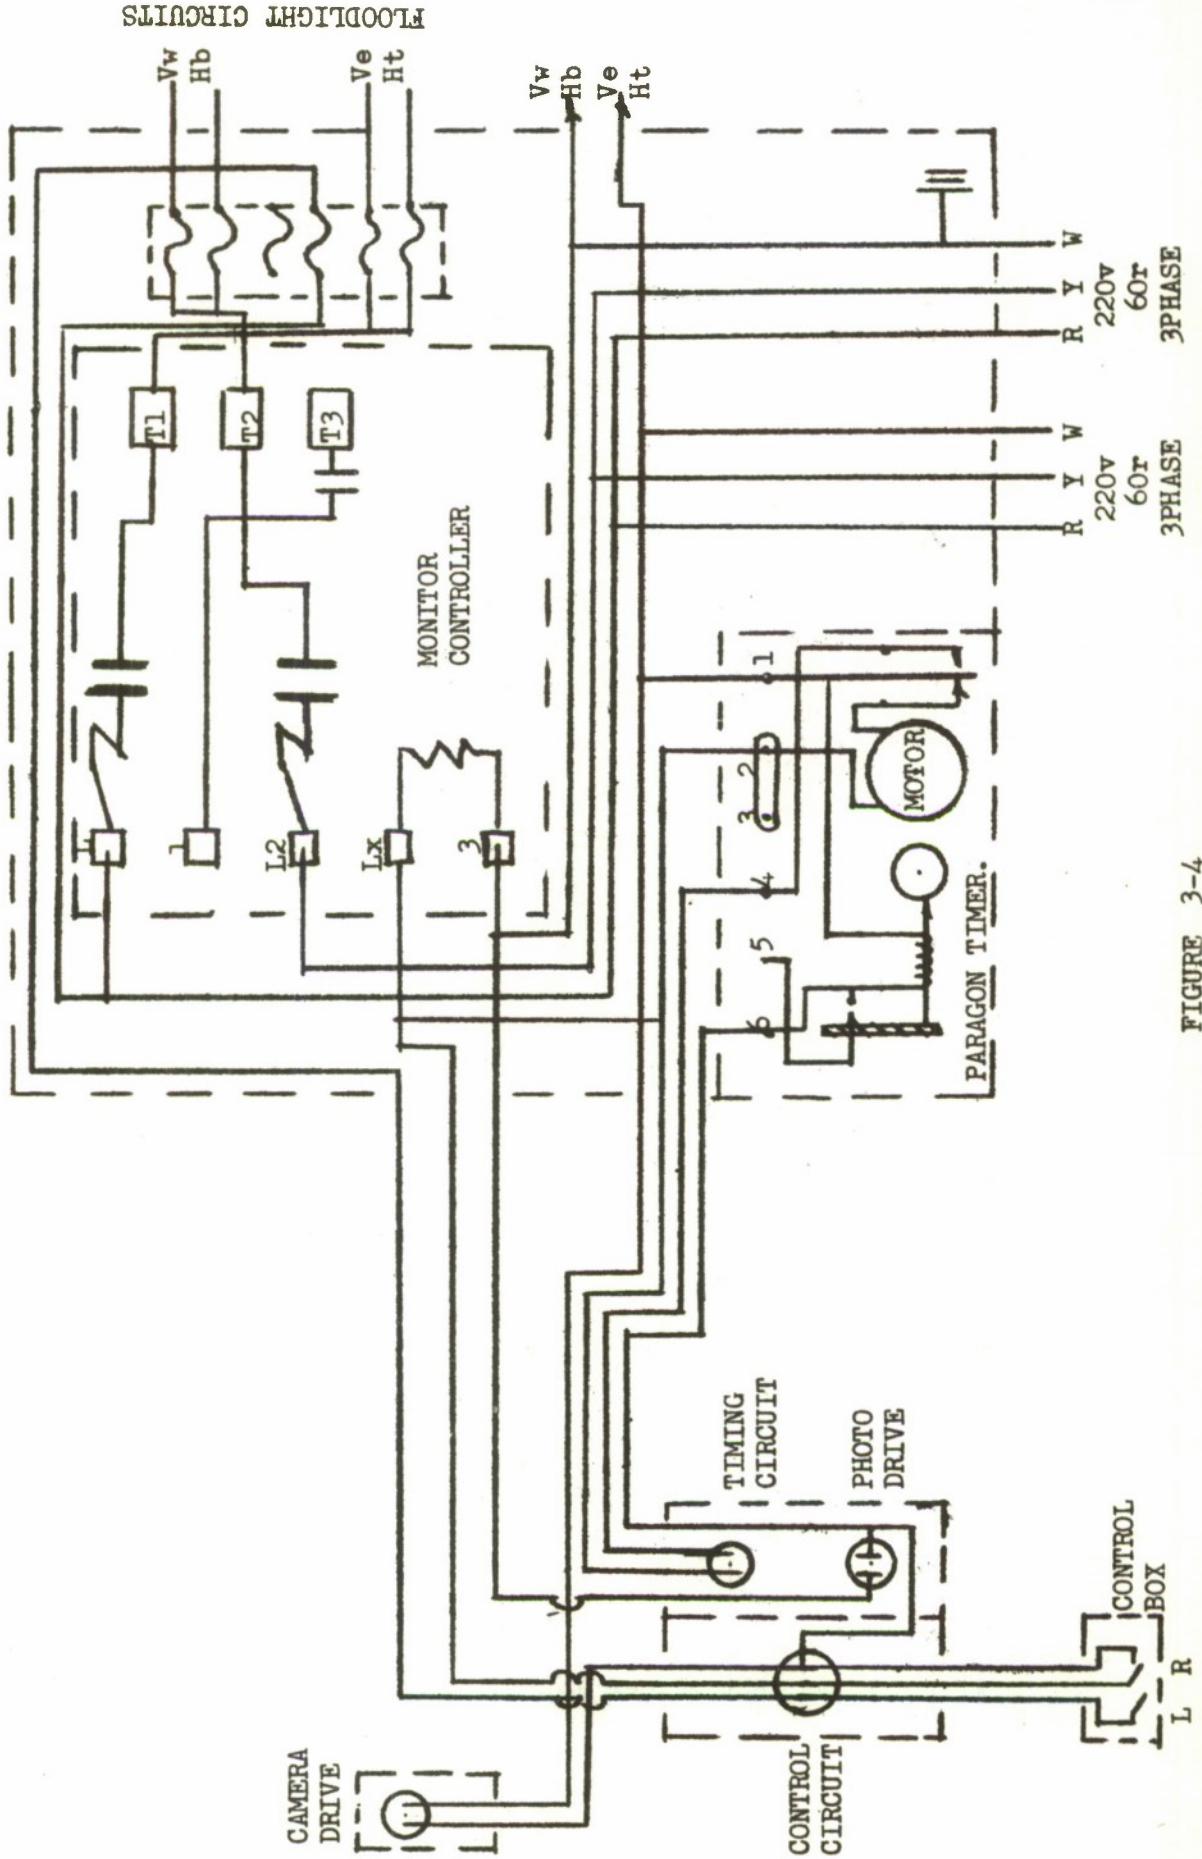 FLOODLIGHT CIRCUITS
Vw
Hb
Ve
Ht
Vw
Hb
Ve
Ht
T1
T2
T3
MONITOR
CONTROLLER
L
1
L2
Lx
3
W
Y
R
220v
60r
3PHASE
W
Y
R
220v
60r
3PHASE
1
2
3
4
5
6
MOTOR
PARAGON TIMER.
TIMING
CIRCUIT
PHOTO
DRIVE
CAMERA
DRIVE
CONTROL
CIRCUIT
CONTROL
BOX
L R
FIGURE 3-4